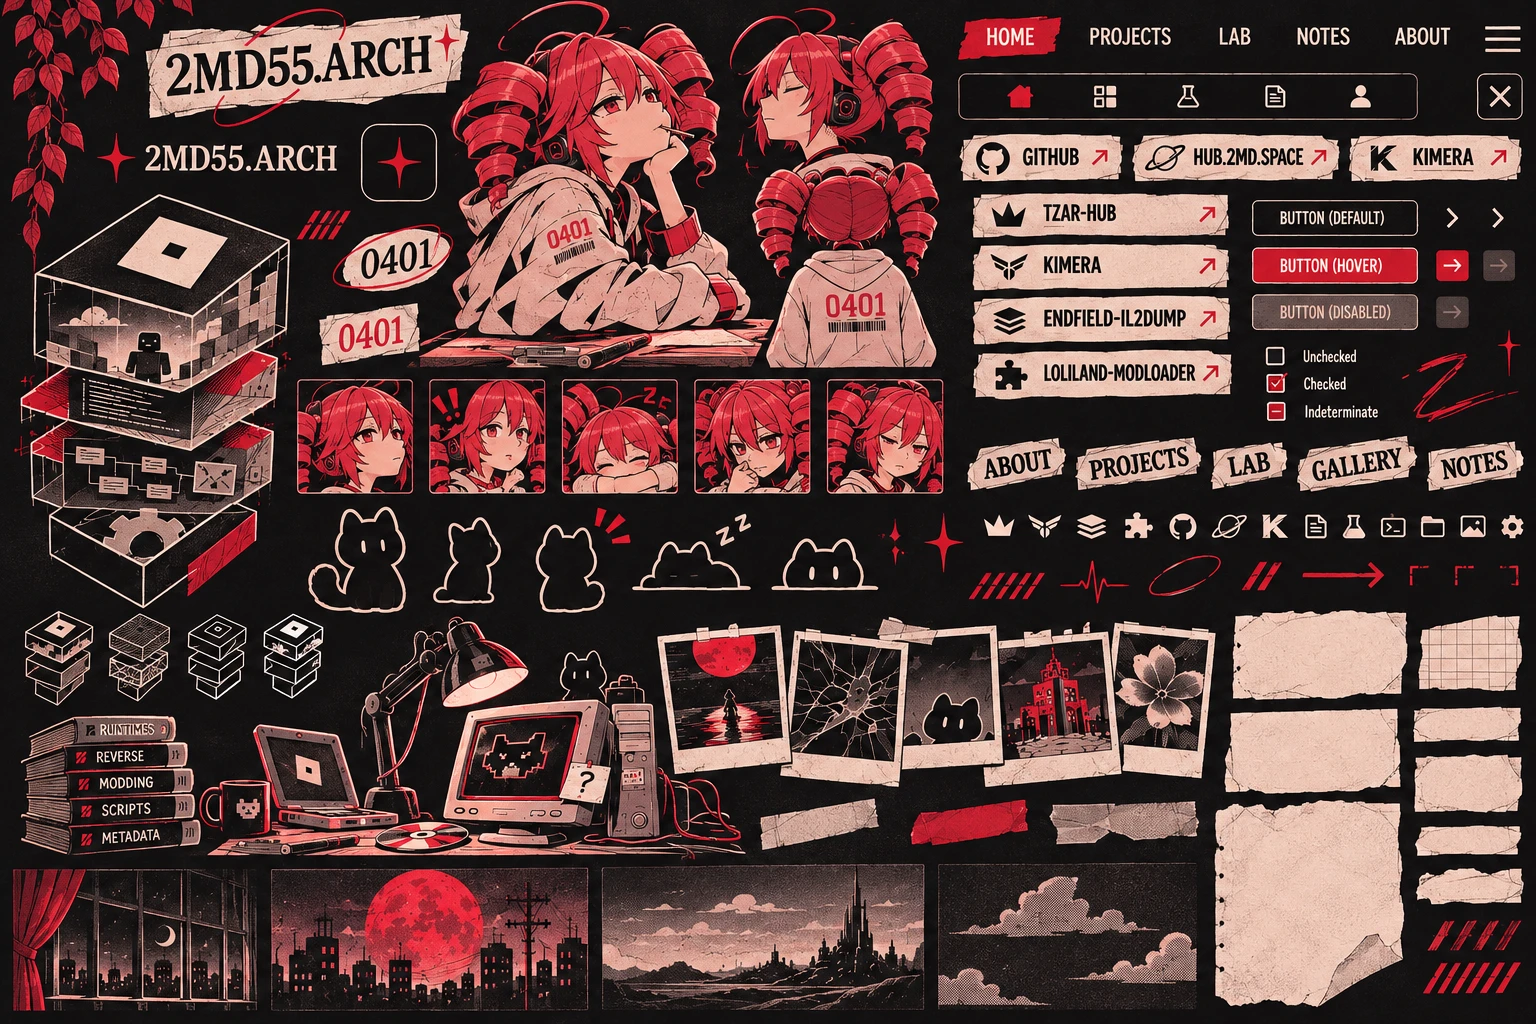 2MD55.ARCH
2MD55.ARCH
0401
0401
0401
0401
HOME
PROJECTS
LAB
NOTES
ABOUT
GITHUB
HUB.2MD.SPACE
KIMERA
TZAR-HUB
KIMERA
ENDFIELD-IL2DUMP
LOLILAND-MODLOADER
BUTTON (DEFAULT)
BUTTON (HOVER)
BUTTON (DISABLED)
Unchecked
Checked
Indeterminate
!!
ZZ
ABOUT
PROJECTS
LAB
GALLERY
NOTES
ZZ
K
RUNTIMES
REVERSE
MODDING
SCRIPTS
METADATA
?